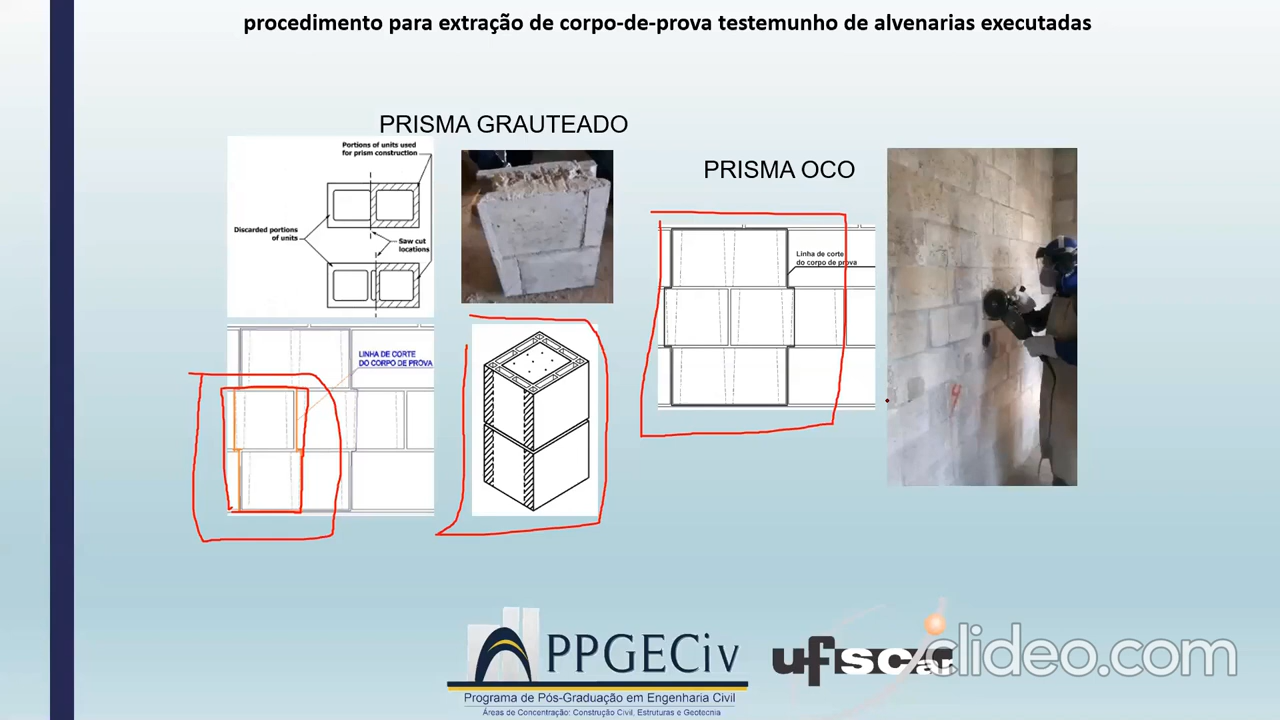 procedimento para extração de corpo-de-prova testemunho de alvenarias executadas
PRISMA GRAUTEADO
Portions of units used
for prism construction
Discarded portions
of units
Saw cut
locations
LINHA DE CORTE
DO CORPO DE PROVA
PRISMA OCO
Linha de corte
do corpo de prova
PPGECiv
Programa de Pós-Graduação em Engenharia Civil
Áreas de Concentração: Construção Civil, Estruturas e Geotecnia
ufscar
clideo.com